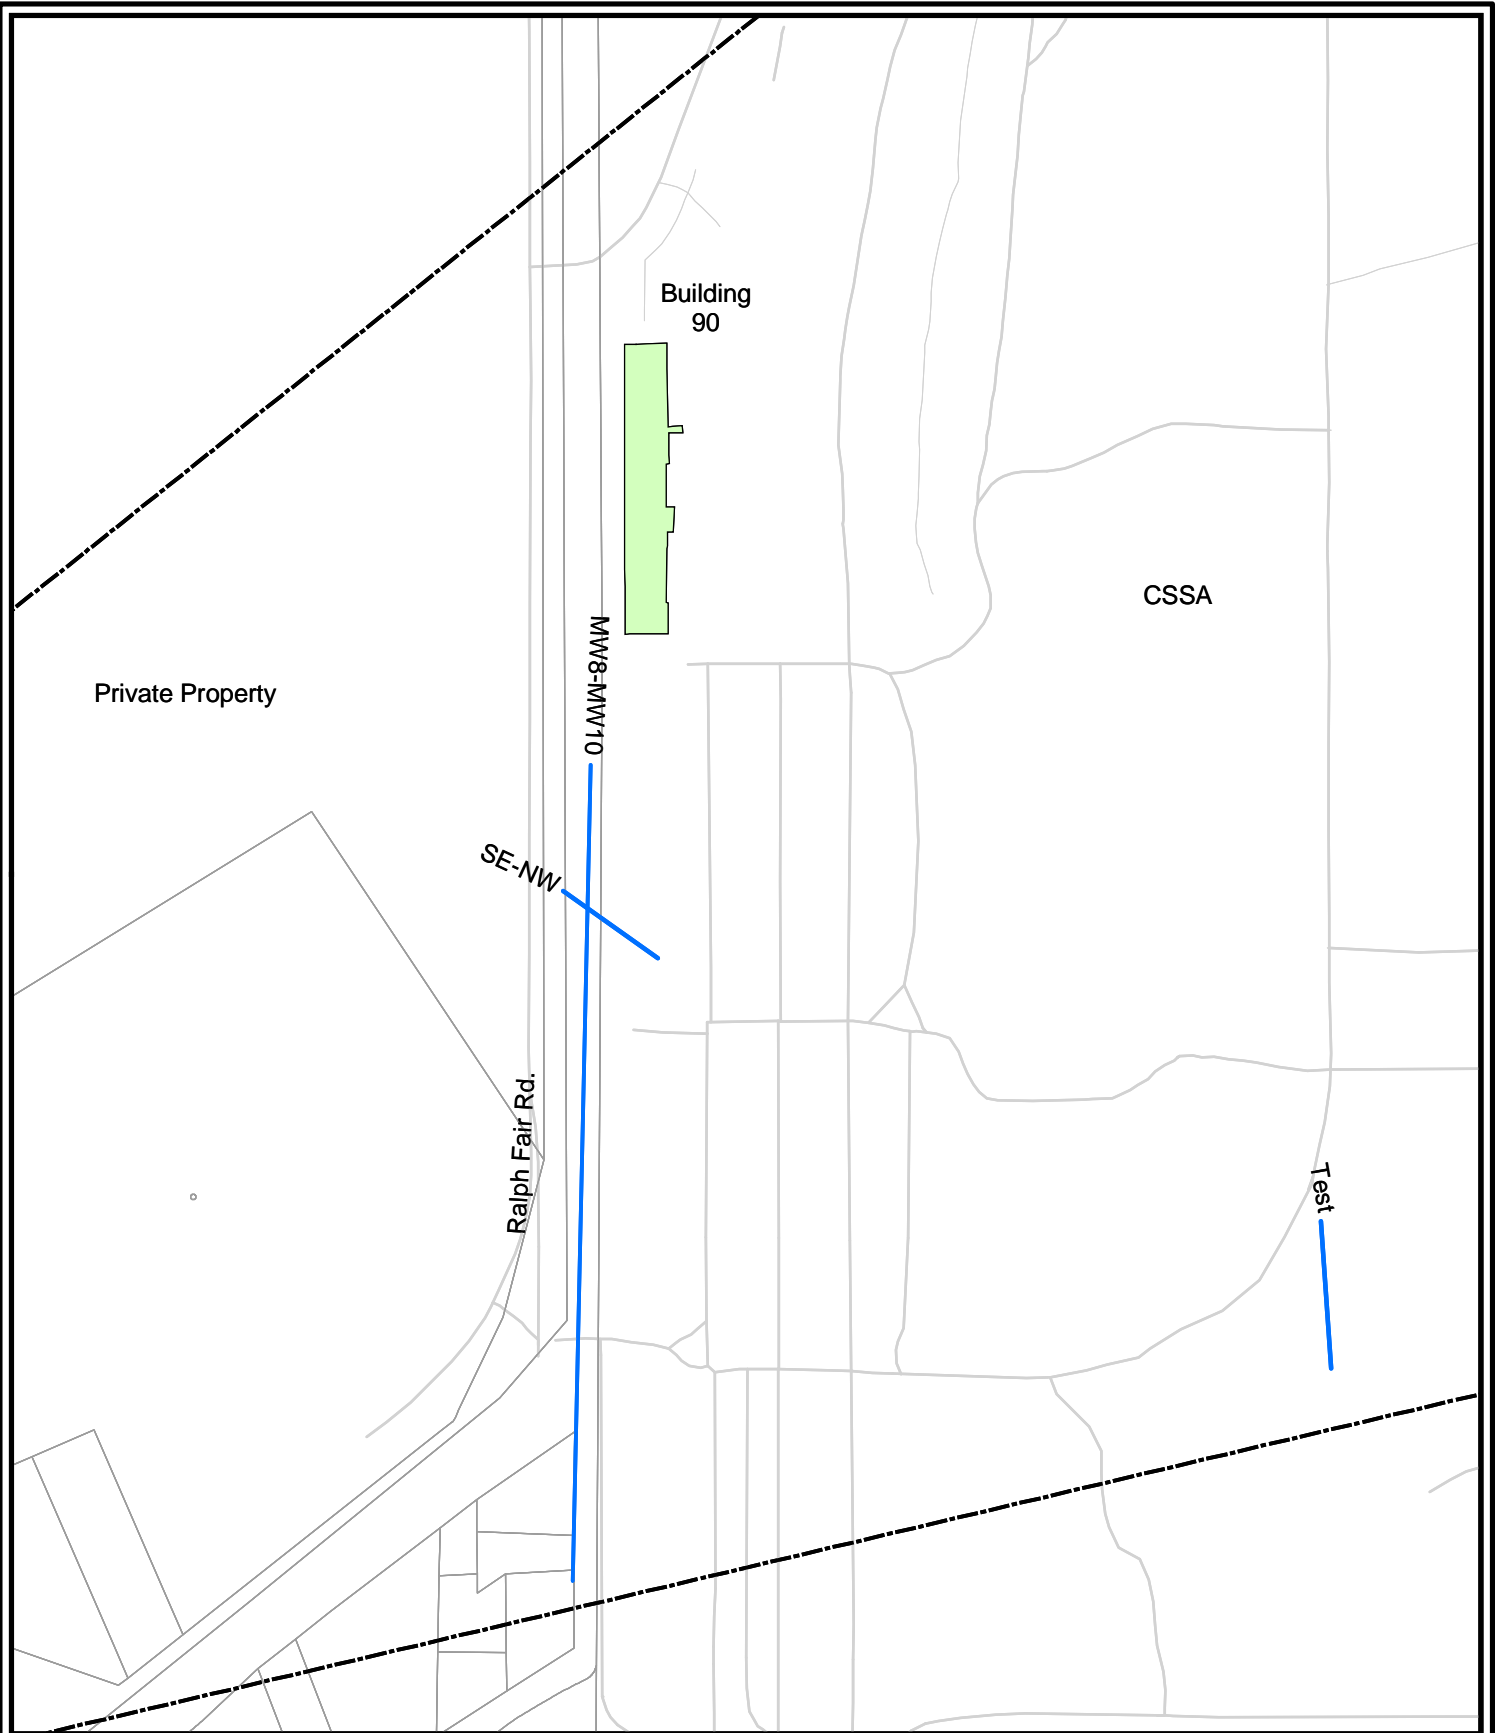 Building
90
CSSA
MW8-MW10
Private Property
SE-NW
Ralph Fair Rd.
Test